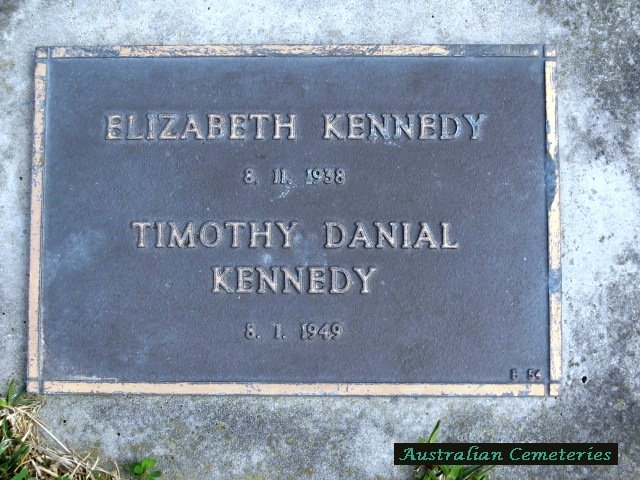 ELIZABETH KENNEDY
8. 11. 1938
TIMOTHY DANIAL
KENNEDY
8. 1. 1949
B 54
Australian Cemeteries